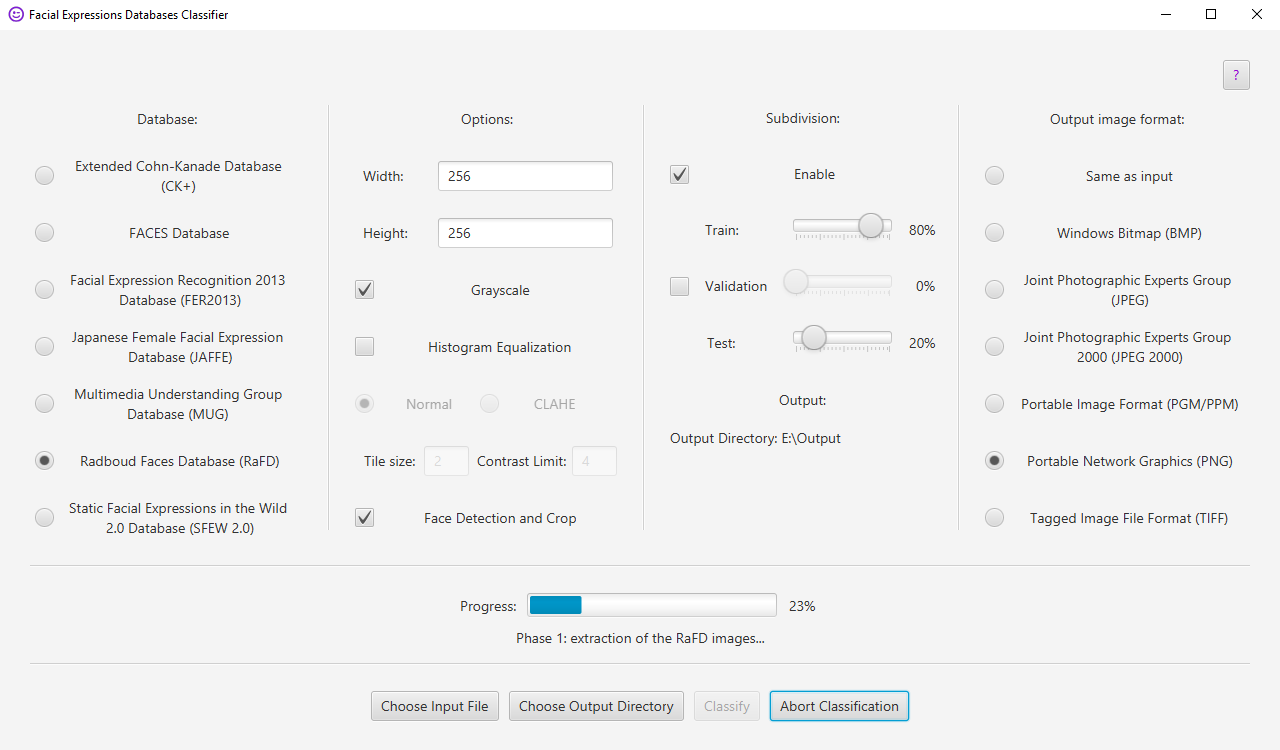 Facial Expressions Databases Classifier
?
Database:
Extended Cohn-Kanade Database
(CK+)
FACES Database
Facial Expression Recognition 2013
Database (FER2013)
Japanese Female Facial Expression
Database (JAFFE)
Multimedia Understanding Group
Database (MUG)
Radboud Faces Database (RaFD)
Static Facial Expressions in the Wild
2.0 Database (SFEW 2.0)
Options:
Width: 256
Height: 256
Grayscale
Histogram Equalization
Normal CLAHE
Tile size: 2 Contrast Limit: 4
Face Detection and Crop
Subdivision:
Enable
Train: 80%
Validation 0%
Test: 20%
Output:
Output Directory: E:\Output
Output image format:
Same as input
Windows Bitmap (BMP)
Joint Photographic Experts Group
(JPEG)
Joint Photographic Experts Group
2000 (JPEG 2000)
Portable Image Format (PGM/PPM)
Portable Network Graphics (PNG)
Tagged Image File Format (TIFF)
Progress: 23%
Phase 1: extraction of the RaFD images...
Choose Input File Choose Output Directory Classify Abort Classification